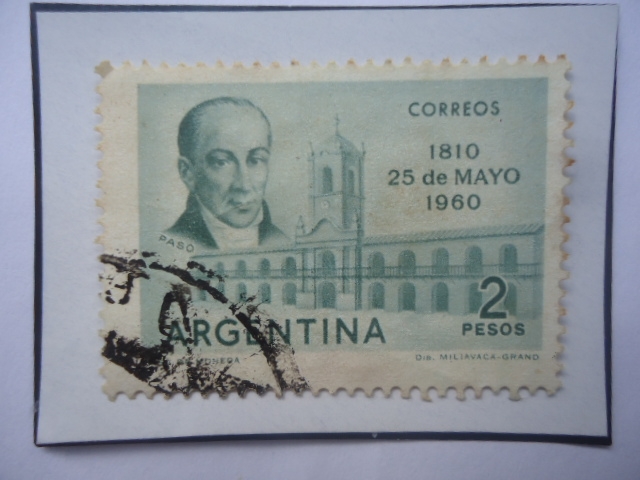 CORREOS
1810
25 de MAYO
1960
PASO
2
PESOS
ARGENTINA
Dib. MILIAVACA-GRAND